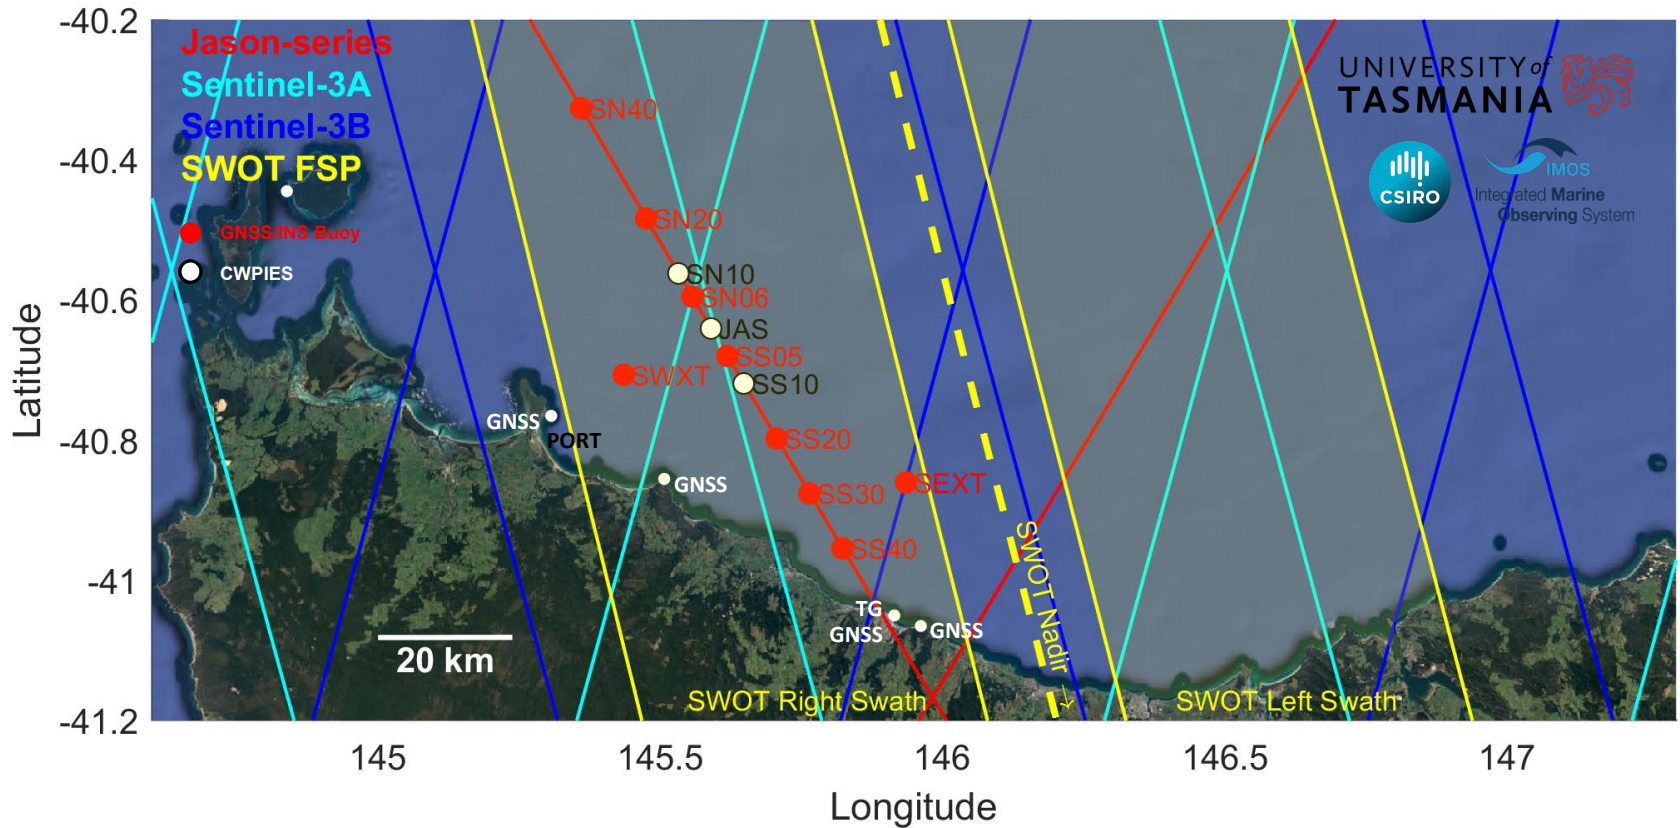 -40.2
-40.4
-40.6
-40.8
-41
-41.2
Latitude
145
145.5
146
146.5
147
Longitude
Jason-series
Sentinel-3A
Sentinel-3B
SWOT FSP
GNSS/INS Buoy
CWPIES
UNIVERSITY of
TASMANIA
CSIRO
IMOS
Integrated Marine
Observing System
SN40
SN20
SN10
SN06
JAS
SS05
SWXT
SS10
GNSS
PORT
SS20
GNSS
SEXT
SS30
SS40
TG
GNSS
GNSS
20 km
SWOT Nadir →
SWOT Right Swath
SWOT Left Swath